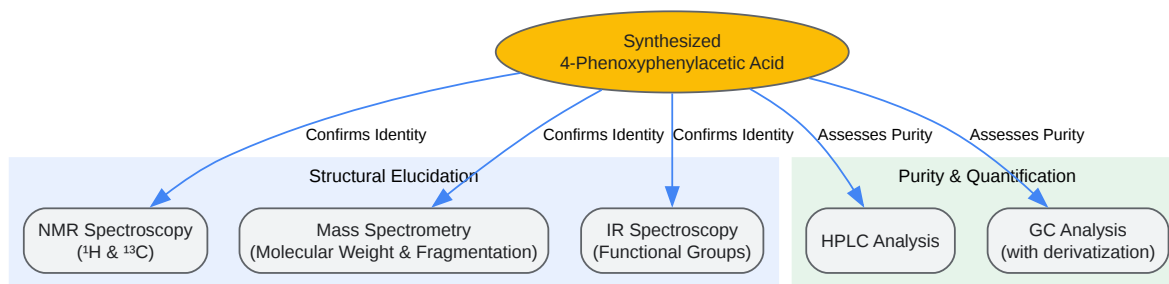 Synthesized
4-Phenoxyphenylacetic Acid
Confirms Identity
Confirms Identity
Confirms Identity
Assesses Purity
Assesses Purity
Structural Elucidation
Purity & Quantification
NMR Spectroscopy
(¹H & ¹³C)
Mass Spectrometry
(Molecular Weight & Fragmentation)
IR Spectroscopy
(Functional Groups)
HPLC Analysis
GC Analysis
(with derivatization)